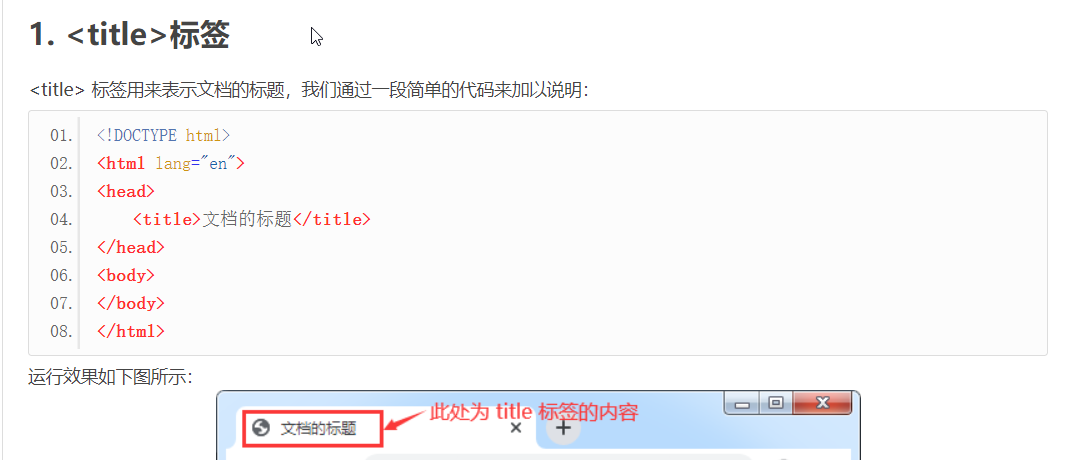 1. <title>标签
<title> 标签用来表示文档的标题，我们通过一段简单的代码来加以说明：
01. <!DOCTYPE html>
02. <html lang="en">
03. <head>
04. <title>文档的标题</title>
05. </head>
06. <body>
07. </body>
08. </html>
运行效果如下图所示：
此处为 title 标签的内容
文档的标题